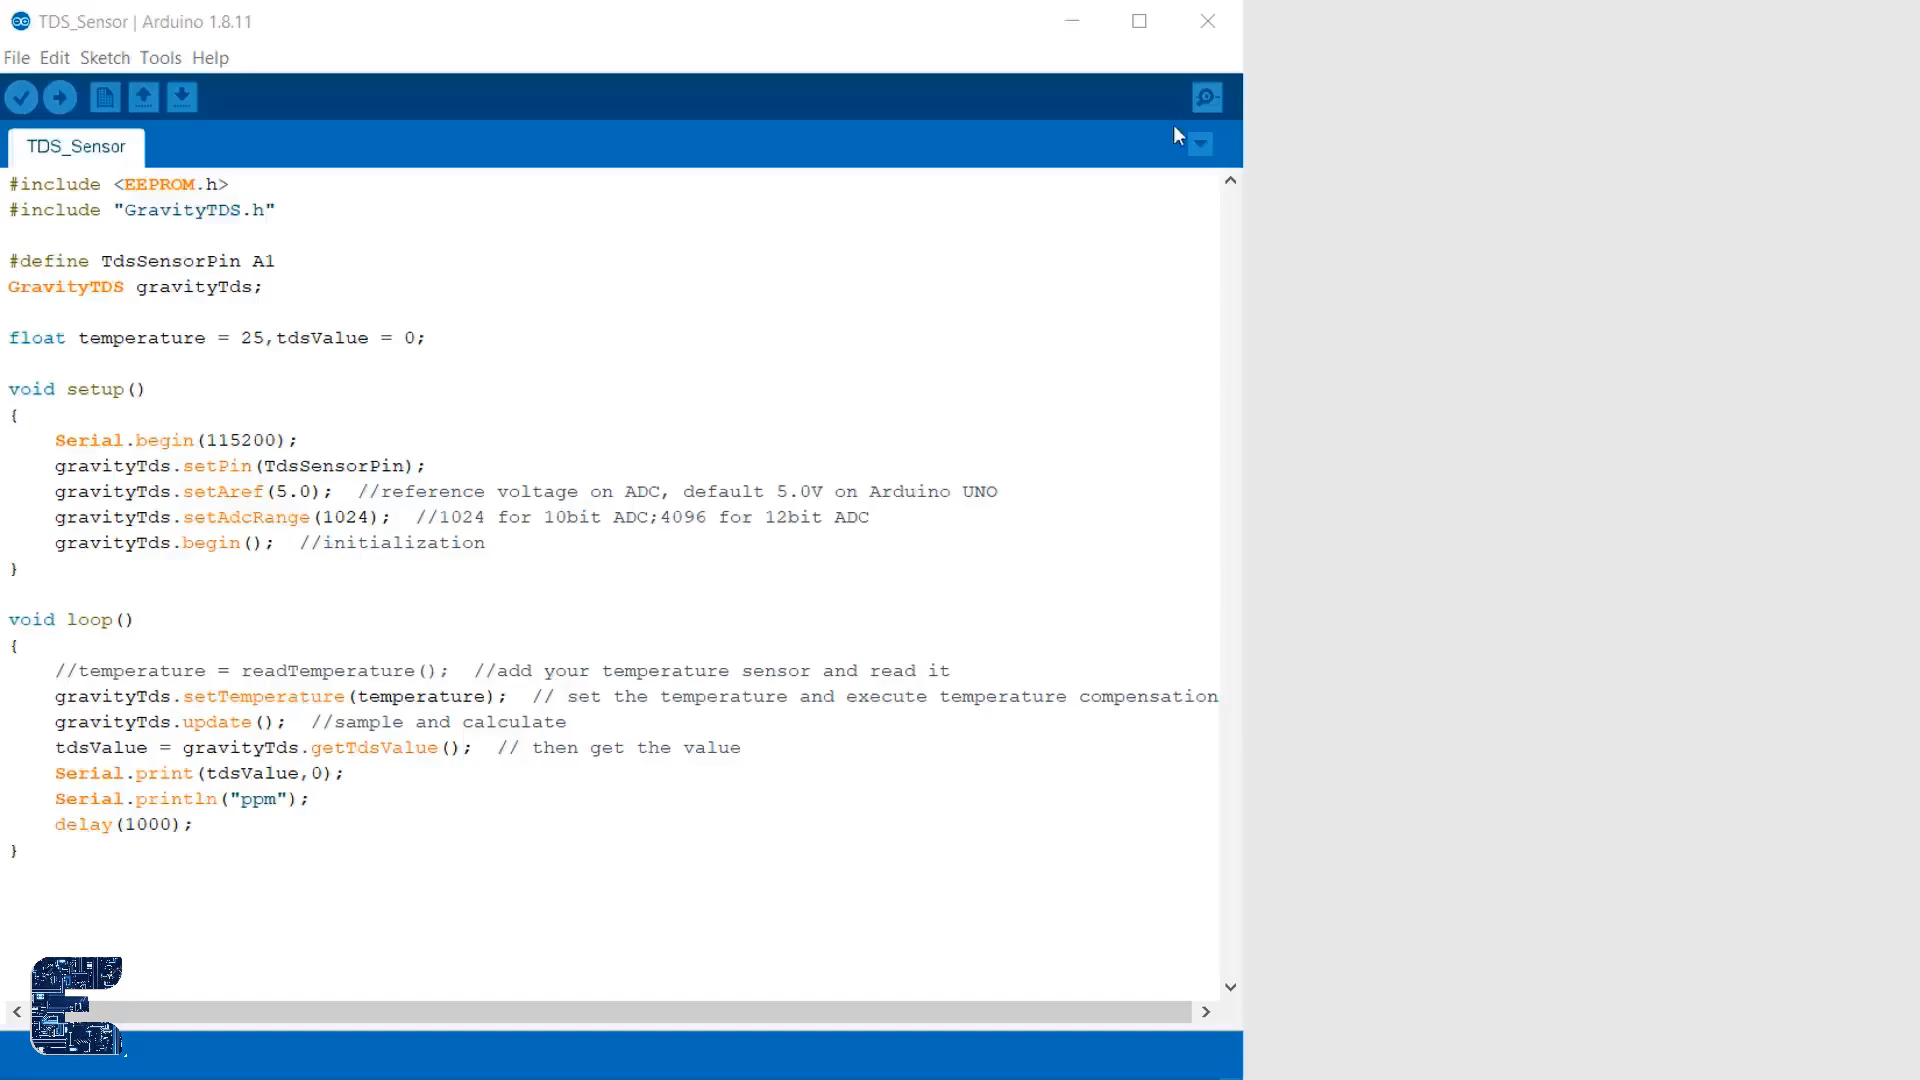 TDS_Sensor | Arduino 1.8.11
File Edit Sketch Tools Help
TDS_Sensor
#include <EEPROM.h>
#include "GravityTDS.h"
#define TdsSensorPin A1
GravityTDS gravityTds;
float temperature = 25,tdsValue = 0;
void setup()
{
    Serial.begin(115200);
    gravityTds.setPin(TdsSensorPin);
    gravityTds.setAref(5.0);  //reference voltage on ADC, default 5.0V on Arduino UNO
    gravityTds.setAdcRange(1024);  //1024 for 10bit ADC;4096 for 12bit ADC
    gravityTds.begin();  //initialization
}
void loop()
{
    //temperature = readTemperature();  //add your temperature sensor and read it
    gravityTds.setTemperature(temperature);  // set the temperature and execute temperature compensation
    gravityTds.update();  //sample and calculate
    tdsValue = gravityTds.getTdsValue();  // then get the value
    Serial.print(tdsValue,0);
    Serial.println("ppm");
    delay(1000);
}
E